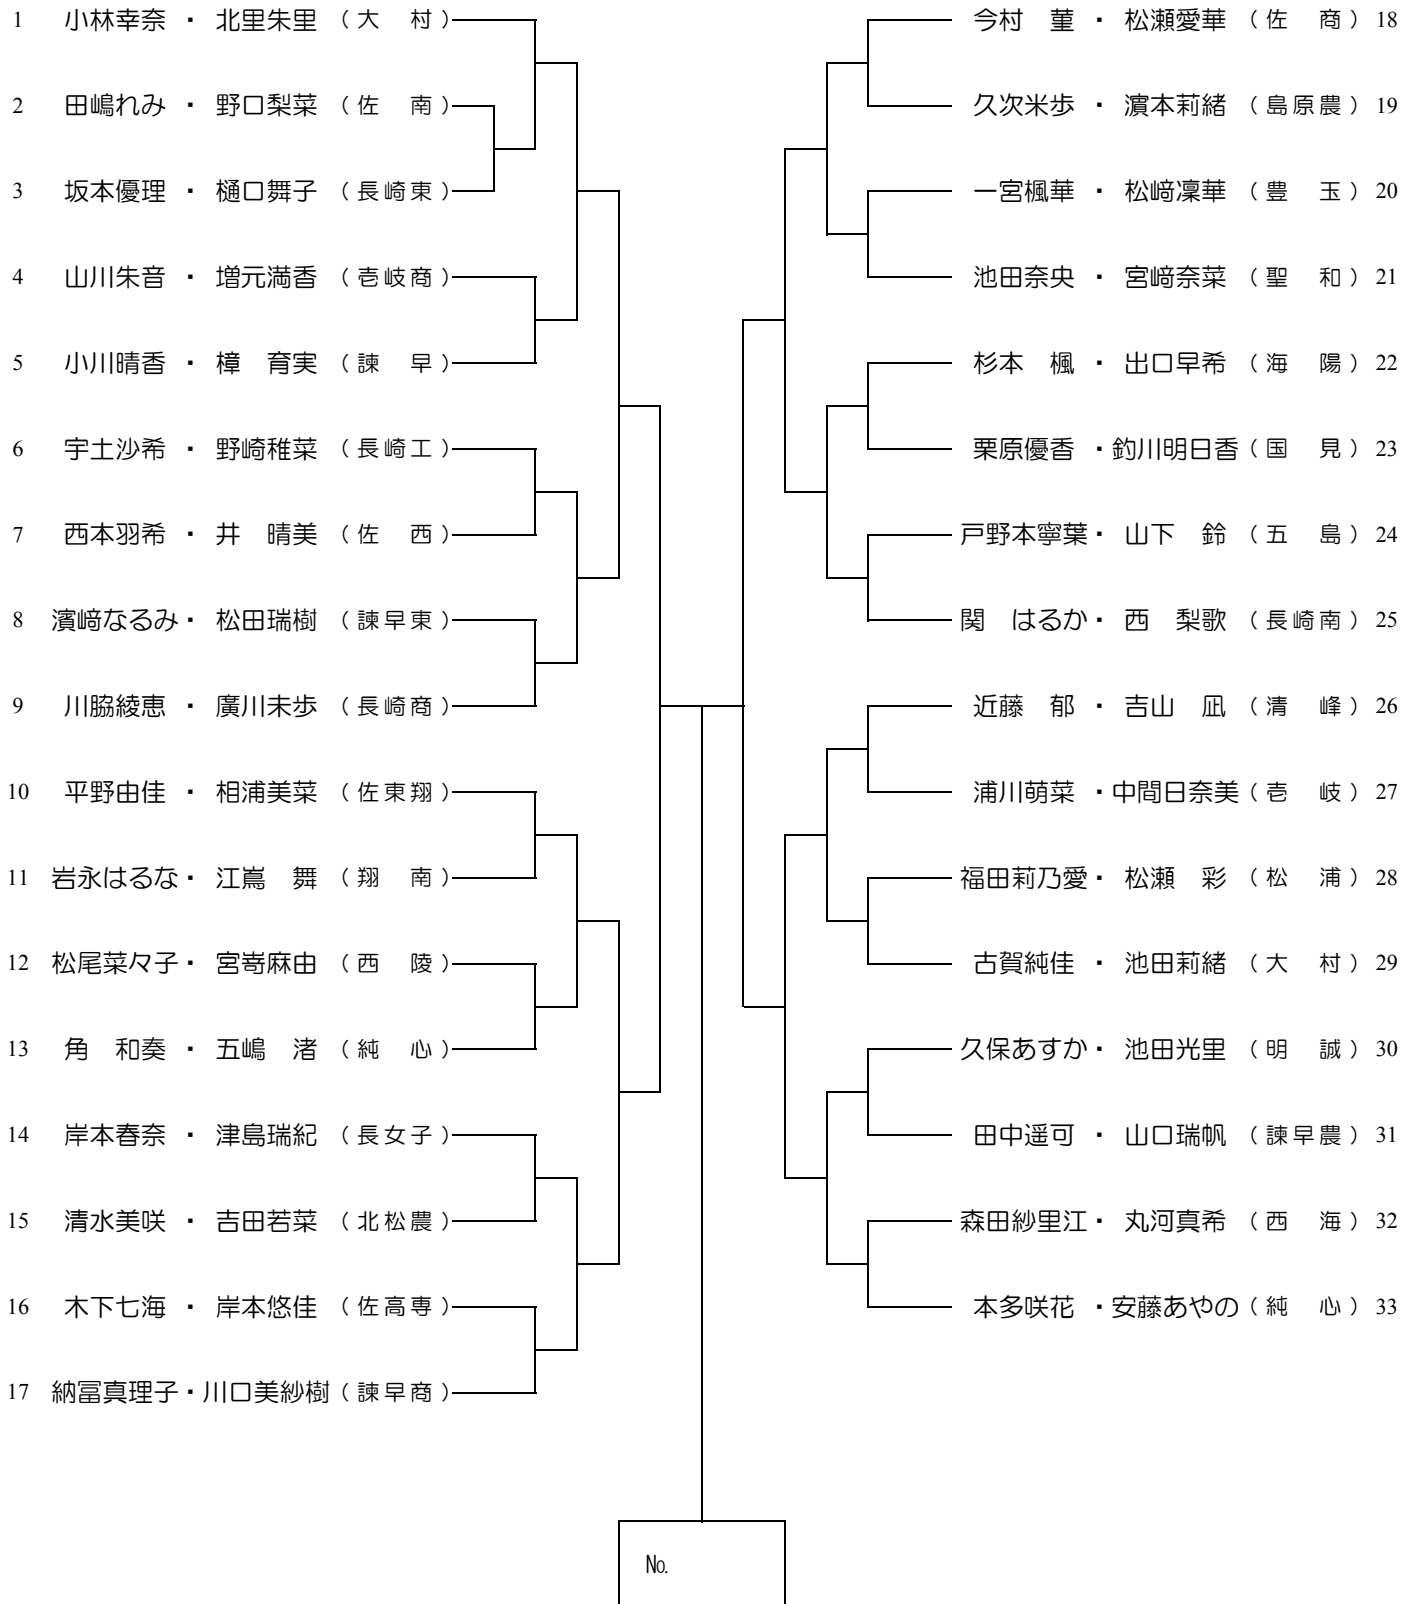 1 小林幸奈 ・ 北里朱里 （大　村）
2 田嶋れみ ・ 野口梨菜 （佐　南）
3 坂本優理 ・ 樋口舞子 （長崎東）
4 山川朱音 ・ 増元満香 （壱岐商）
5 小川晴香 ・ 樟　育実 （諫　早）
6 宇土沙希 ・ 野崎稚菜 （長崎工）
7 西本羽希 ・ 井　晴美 （佐　西）
8 濱﨑なるみ・ 松田瑞樹 （諫早東）
9 川脇綾恵 ・ 廣川未歩 （長崎商）
10 平野由佳 ・ 相浦美菜 （佐東翔）
11 岩永はるな・ 江嶌　舞 （翔　南）
12 松尾菜々子・ 宮嵜麻由 （西　陵）
13 角　和奏 ・ 五嶋　渚 （純　心）
14 岸本春奈 ・ 津島瑞紀 （長女子）
15 清水美咲 ・ 吉田若菜 （北松農）
16 木下七海 ・ 岸本悠佳 （佐高専）
17 納冨真理子・川口美紗樹（諫早商）
今村　菫 ・ 松瀬愛華 （佐　商） 18
久次米歩 ・ 濵本莉緒 （島原農） 19
一宮楓華 ・ 松﨑凜華 （豊　玉） 20
池田奈央 ・ 宮﨑奈菜 （聖　和） 21
杉本　楓 ・ 出口早希 （海　陽） 22
栗原優香 ・釣川明日香（国　見） 23
戸野本寧葉・ 山下　鈴 （五　島） 24
関　はるか・ 西　梨歌 （長崎南） 25
近藤　郁 ・ 吉山　凪 （清　峰） 26
浦川萌菜 ・中間日奈美（壱　岐） 27
福田莉乃愛・ 松瀬　彩 （松　浦） 28
古賀純佳 ・ 池田莉緒 （大　村） 29
久保あすか・ 池田光里 （明　誠） 30
田中遥可 ・ 山口瑞帆 （諫早農） 31
森田紗里江・ 丸河真希 （西　海） 32
本多咲花 ・安藤あやの（純　心） 33
№